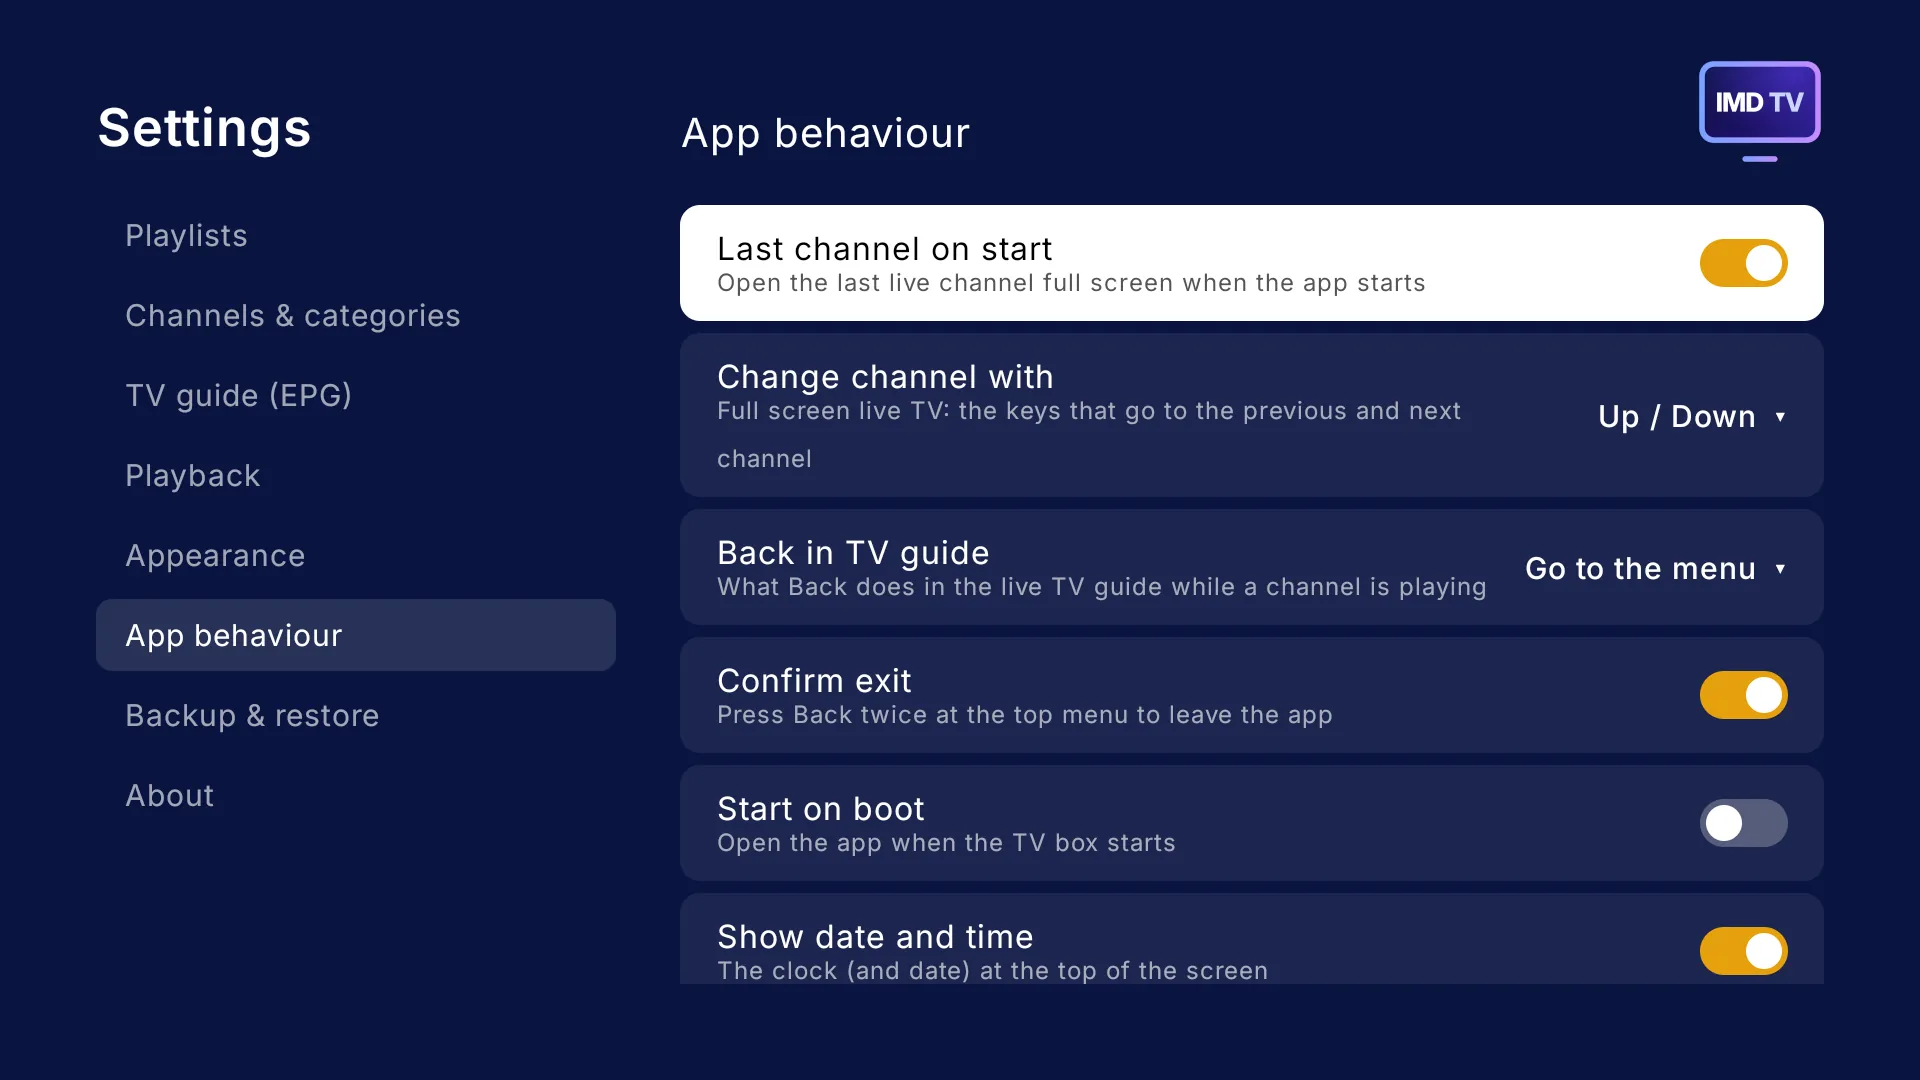 Settings
Playlists
Channels & categories
TV guide (EPG)
Playback
Appearance
App behaviour
Backup & restore
About
App behaviour
IMD TV
Last channel on start
Open the last live channel full screen when the app starts
Change channel with
Full screen live TV: the keys that go to the previous and next
channel
Up / Down
Back in TV guide
What Back does in the live TV guide while a channel is playing
Go to the menu
Confirm exit
Press Back twice at the top menu to leave the app
Start on boot
Open the app when the TV box starts
Show date and time
The clock (and date) at the top of the screen